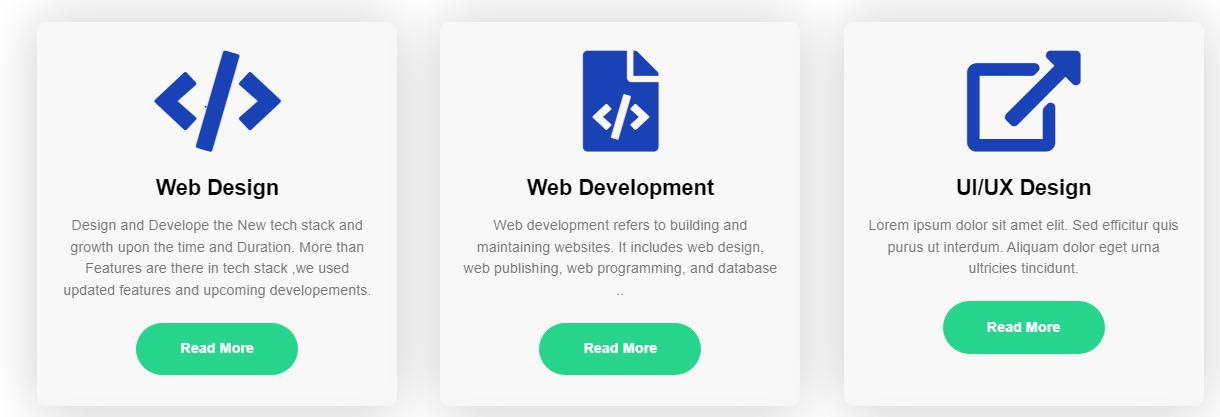 Web Design
Design and Develope the New tech stack and
growth upon the time and Duration. More than
Features are there in tech stack ,we used
updated features and upcoming developements.
Read More
Web Development
Web development refers to building and
maintaining websites. It includes web design,
web publishing, web programming, and database
..
Read More
UI/UX Design
Lorem ipsum dolor sit amet elit. Sed efficitur quis
purus ut interdum. Aliquam dolor eget urna
ultricies tincidunt.
Read More